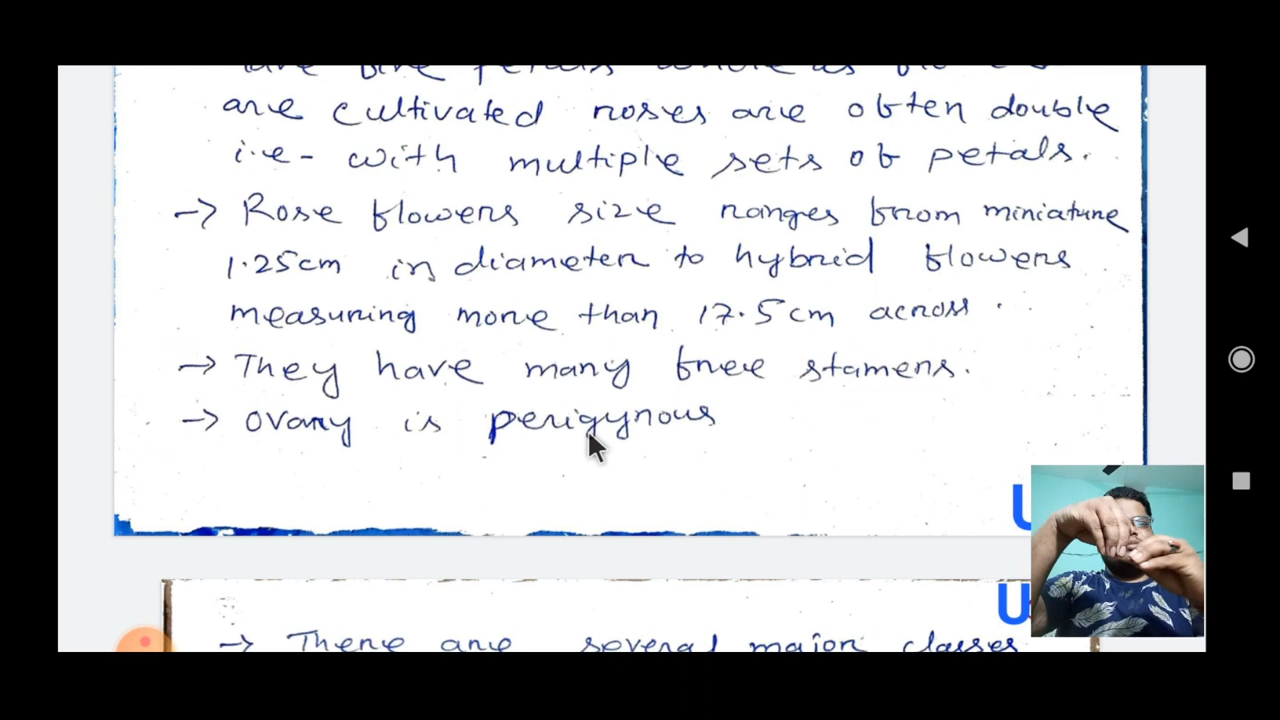 are cultivated roses are often double
i.e - with multiple sets of petals.
-> Rose flowers size ranges from miniature
1.25cm in diameter to hybrid flowers
measuring more than 17.5cm across.
-> They have many free stamens.
-> Ovary is perigynous
-> There are several major classes